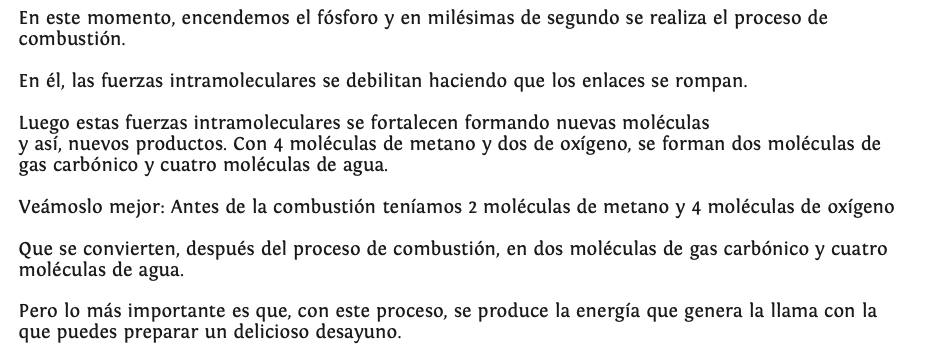 En este momento, encendemos el fósforo y en milésimas de segundo se realiza el proceso de
combustión.
En él, las fuerzas intramoleculares se debilitan haciendo que los enlaces se rompan.
Luego estas fuerzas intramoleculares se fortalecen formando nuevas moléculas
y así, nuevos productos. Con 4 moléculas de metano y dos de oxígeno, se forman dos moléculas de
gas carbónico y cuatro moléculas de agua.
Veámoslo mejor: Antes de la combustión teníamos 2 moléculas de metano y 4 moléculas de oxígeno
Que se convierten, después del proceso de combustión, en dos moléculas de gas carbónico y cuatro
moléculas de agua.
Pero lo más importante es que, con este proceso, se produce la energía que genera la llama con la
que puedes preparar un delicioso desayuno.